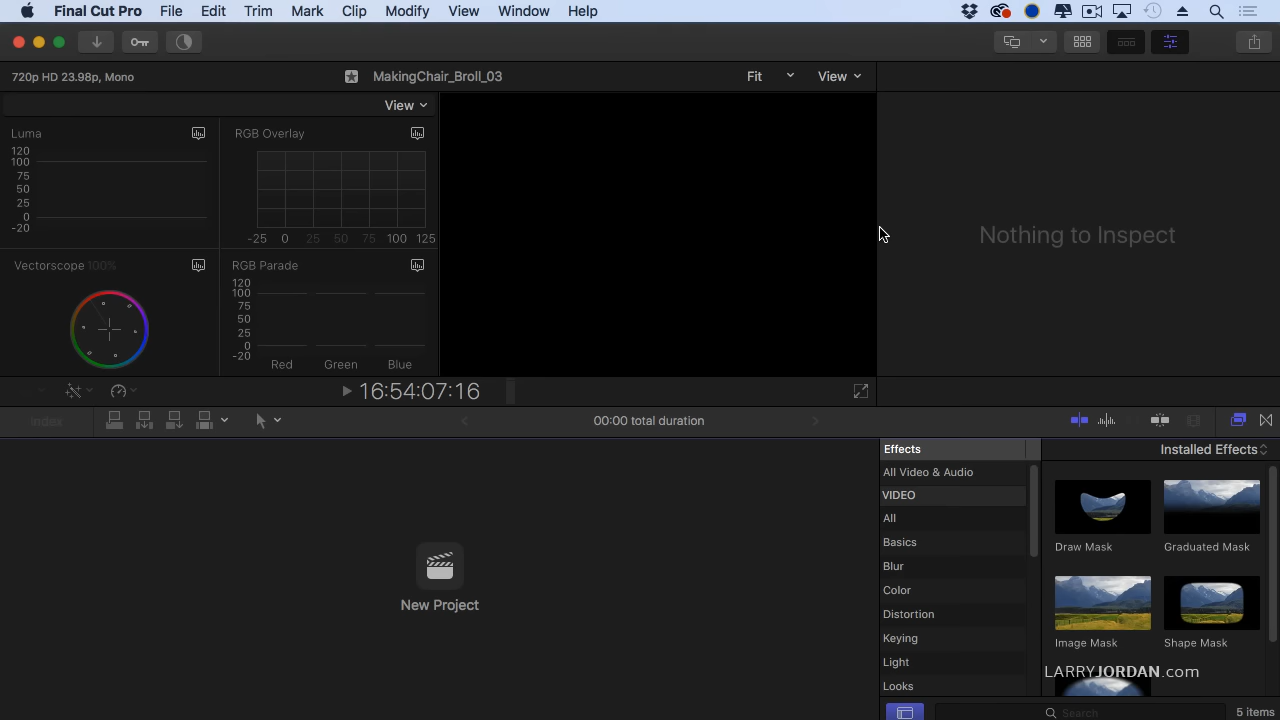 Final Cut Pro File Edit Trim Mark Clip Modify View Window Help
720p HD 23.98p, Mono
MakingChair_Broll_03
Fit
View
View
Luma
120
100
75
50
25
0
-20
RGB Overlay
-25 0 25 50 75 100 125
Vectorscope 100%
RGB Parade
120
100
75
50
25
0
-20
Red Green Blue
Nothing to Inspect
16:54:07:16
Index
00:00 total duration
New Project
Effects
All Video & Audio
VIDEO
All
Basics
Blur
Color
Distortion
Keying
Light
Looks
Installed Effects
Draw Mask
Graduated Mask
Image Mask
Shape Mask
LARRYJORDAN.com
Search
5 items